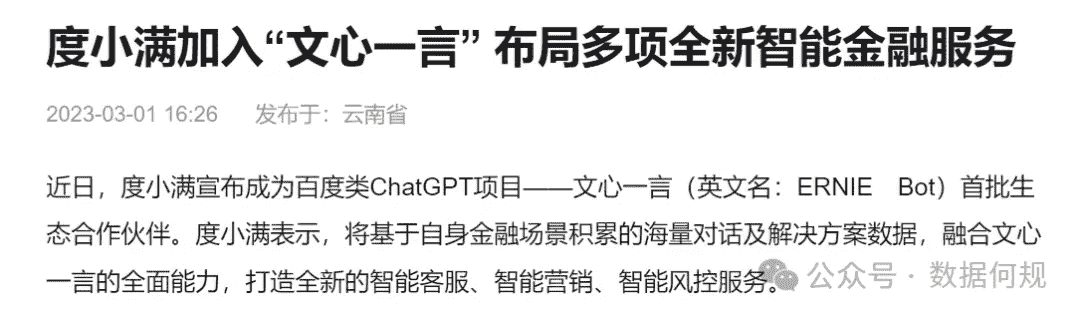 度小满加入“文心一言” 布局多项全新智能金融服务
2023-03-01 16:26 发布于：云南省
近日，度小满宣布成为百度类ChatGPT项目——文心一言（英文名：ERNIE Bot）首批生
态合作伙伴。度小满表示，将基于自身金融场景积累的海量对话及解决方案数据，融合文心
一言的全面能力，打造全新的智能客服、智能营销、智能风控服务。
公众号 · 数据何规